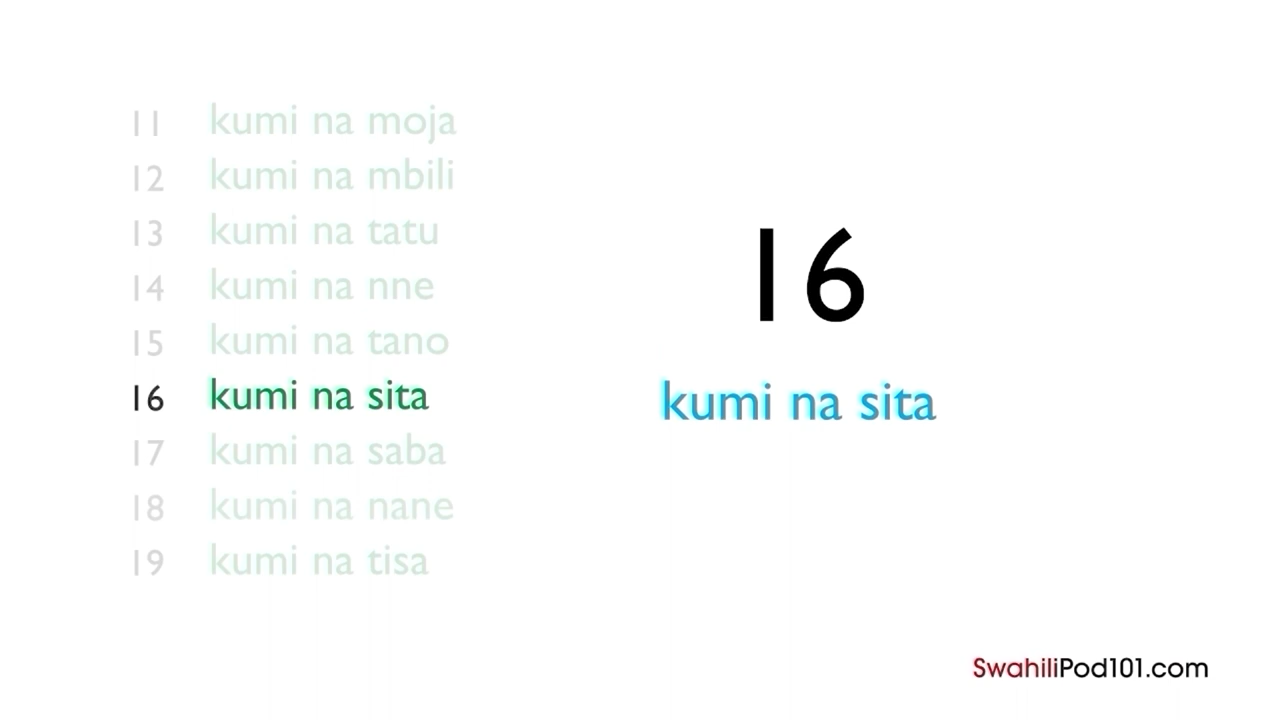 11 kumi na moja
12 kumi na mbili
13 kumi na tatu
14 kumi na nne
15 kumi na tano
16 kumi na sita
17 kumi na saba
18 kumi na nane
19 kumi na tisa
16
kumi na sita
SwahiliPod101.com